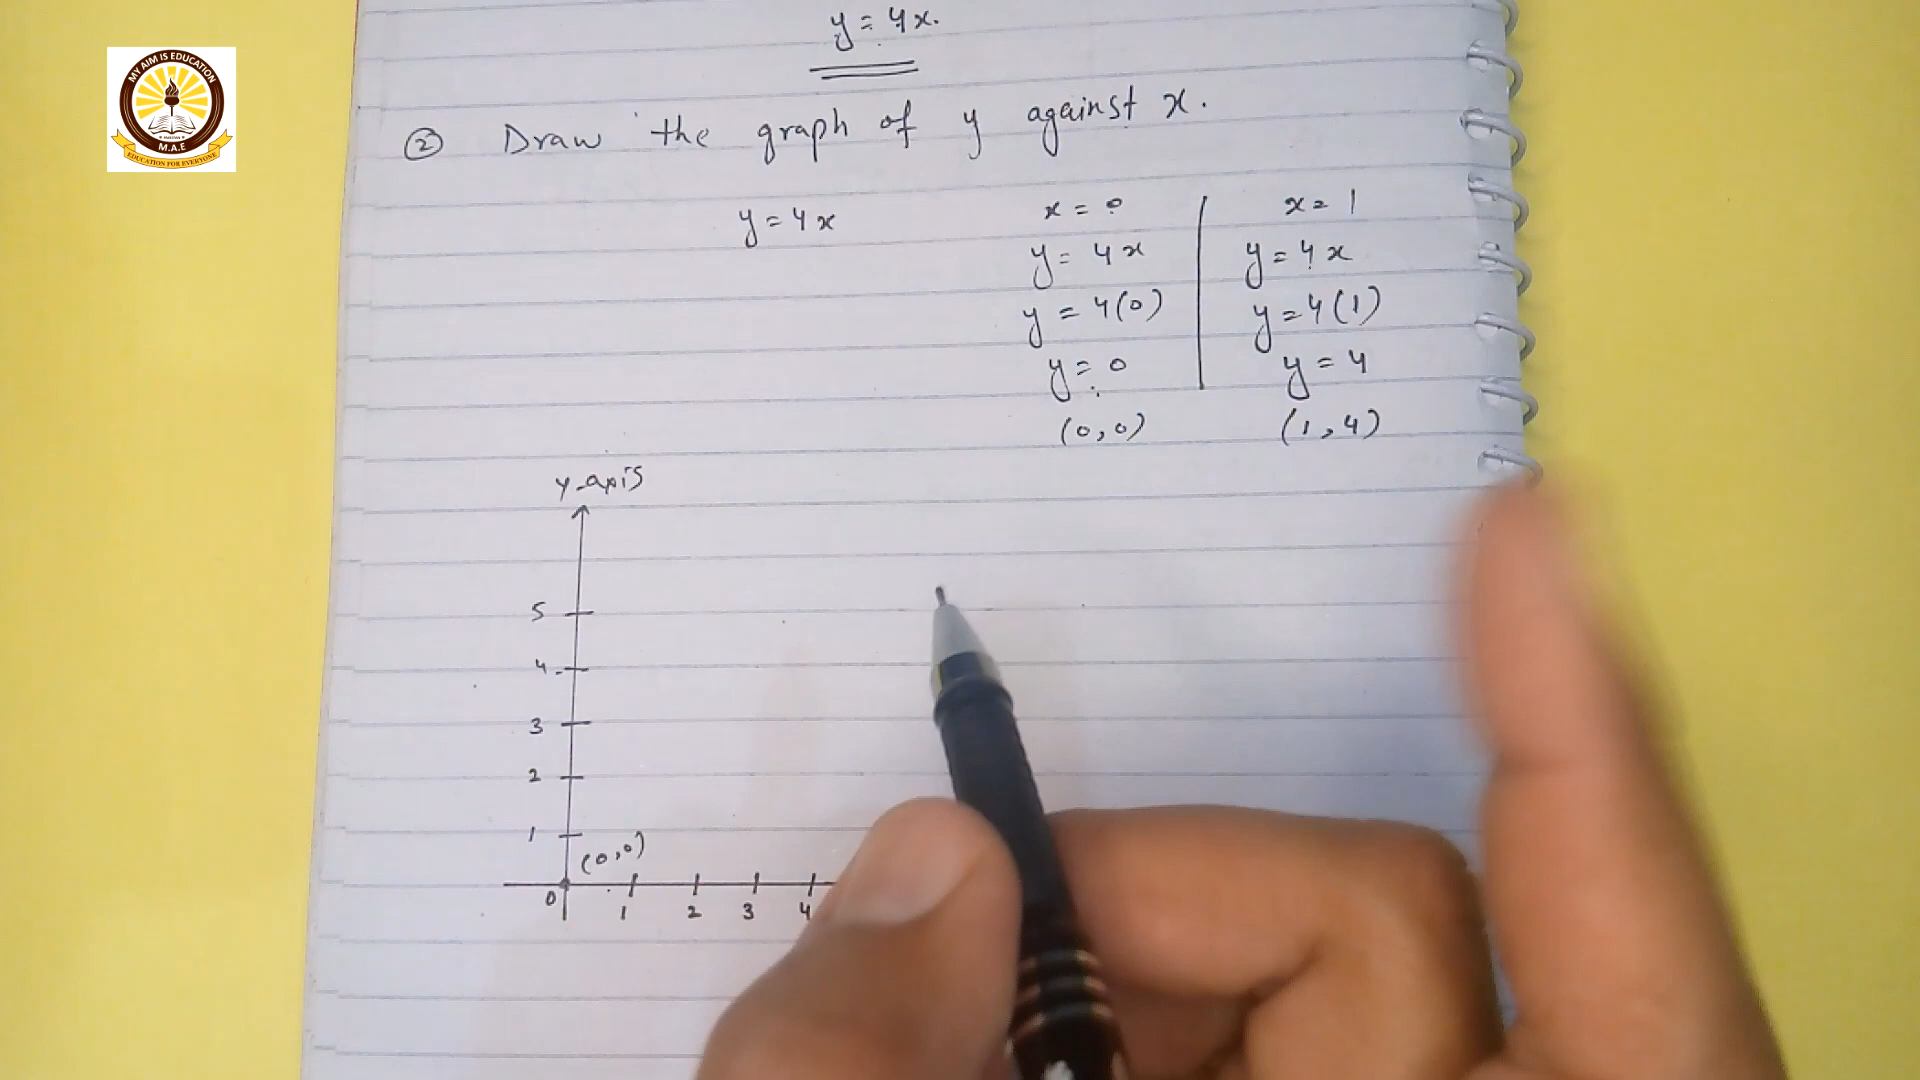 MY AIM IS EDUCATION
M.A.E
EDUCATION FOR EVERYONE
y = 4x.
② Draw the graph of y against x.
y = 4x
x = 0
y = 4x
y = 4(0)
y = 0
(0,0)
x = 1
y = 4x
y = 4(1)
y = 4
(1,4)
y-axis
5
4
3
2
1
(0,0)
0 1 2 3 4